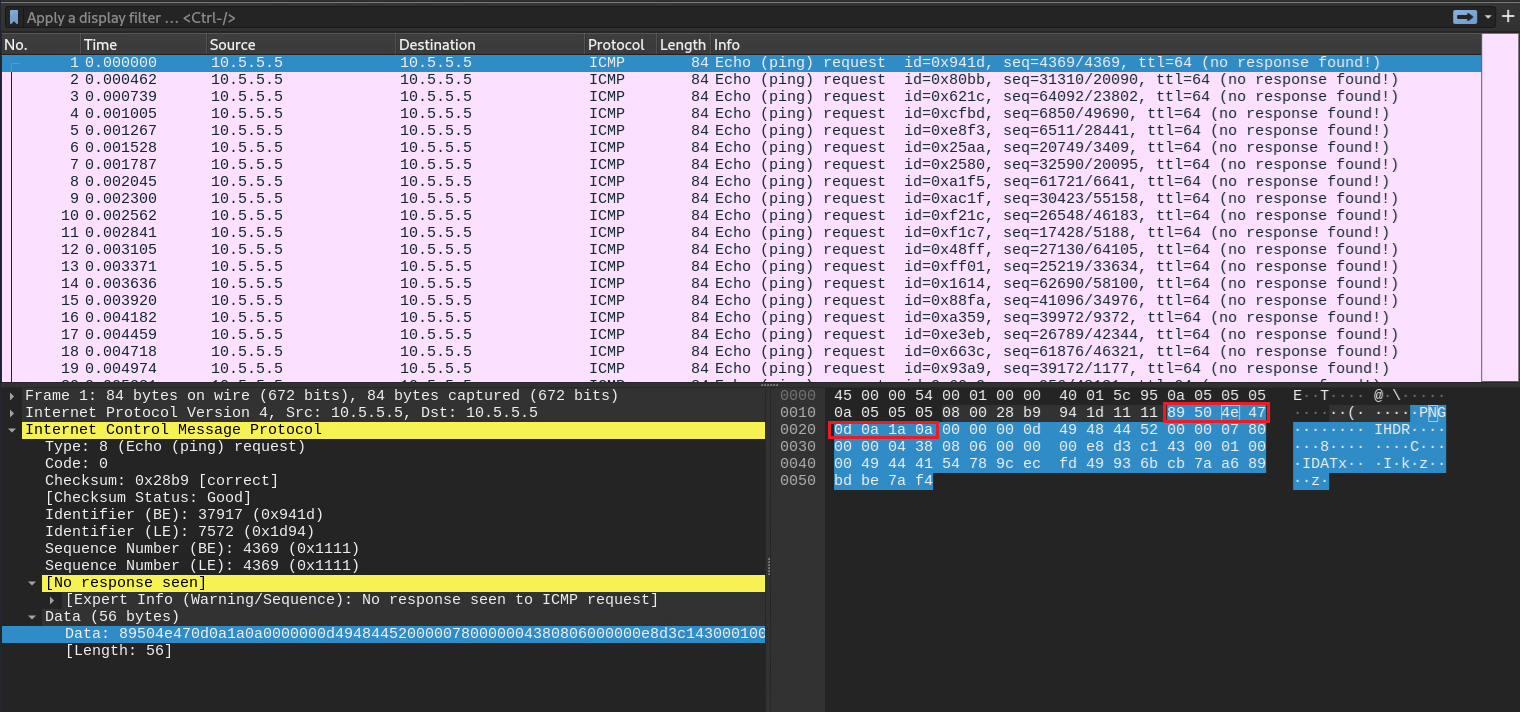 Apply a display filter … <Ctrl-/>
No. Time Source Destination Protocol Length Info
1 0.000000 10.5.5.5 10.5.5.5 ICMP 84 Echo (ping) request id=0x941d, seq=4369/4369, ttl=64 (no response found!)
2 0.000462 10.5.5.5 10.5.5.5 ICMP 84 Echo (ping) request id=0x80bb, seq=31310/20090, ttl=64 (no response found!)
3 0.000739 10.5.5.5 10.5.5.5 ICMP 84 Echo (ping) request id=0x621c, seq=64092/23802, ttl=64 (no response found!)
4 0.001005 10.5.5.5 10.5.5.5 ICMP 84 Echo (ping) request id=0xcfbd, seq=6850/49690, ttl=64 (no response found!)
5 0.001267 10.5.5.5 10.5.5.5 ICMP 84 Echo (ping) request id=0xe8f3, seq=6511/28441, ttl=64 (no response found!)
6 0.001528 10.5.5.5 10.5.5.5 ICMP 84 Echo (ping) request id=0x25aa, seq=20749/3409, ttl=64 (no response found!)
7 0.001787 10.5.5.5 10.5.5.5 ICMP 84 Echo (ping) request id=0x2580, seq=32590/20095, ttl=64 (no response found!)
8 0.002045 10.5.5.5 10.5.5.5 ICMP 84 Echo (ping) request id=0xa1f5, seq=61721/6641, ttl=64 (no response found!)
9 0.002300 10.5.5.5 10.5.5.5 ICMP 84 Echo (ping) request id=0xac1f, seq=30423/55158, ttl=64 (no response found!)
10 0.002562 10.5.5.5 10.5.5.5 ICMP 84 Echo (ping) request id=0xf21c, seq=26548/46183, ttl=64 (no response found!)
11 0.002841 10.5.5.5 10.5.5.5 ICMP 84 Echo (ping) request id=0xf1c7, seq=17428/5188, ttl=64 (no response found!)
12 0.003105 10.5.5.5 10.5.5.5 ICMP 84 Echo (ping) request id=0x48ff, seq=27130/64105, ttl=64 (no response found!)
13 0.003371 10.5.5.5 10.5.5.5 ICMP 84 Echo (ping) request id=0xff01, seq=25219/33634, ttl=64 (no response found!)
14 0.003636 10.5.5.5 10.5.5.5 ICMP 84 Echo (ping) request id=0x1614, seq=62690/58100, ttl=64 (no response found!)
15 0.003920 10.5.5.5 10.5.5.5 ICMP 84 Echo (ping) request id=0x88fa, seq=41096/34976, ttl=64 (no response found!)
16 0.004182 10.5.5.5 10.5.5.5 ICMP 84 Echo (ping) request id=0xa359, seq=39972/9372, ttl=64 (no response found!)
17 0.004459 10.5.5.5 10.5.5.5 ICMP 84 Echo (ping) request id=0xe3eb, seq=26789/42344, ttl=64 (no response found!)
18 0.004718 10.5.5.5 10.5.5.5 ICMP 84 Echo (ping) request id=0x663c, seq=61876/46321, ttl=64 (no response found!)
19 0.004974 10.5.5.5 10.5.5.5 ICMP 84 Echo (ping) request id=0x93a9, seq=39172/1177, ttl=64 (no response found!)
Frame 1: 84 bytes on wire (672 bits), 84 bytes captured (672 bits)
Internet Protocol Version 4, Src: 10.5.5.5, Dst: 10.5.5.5
Internet Control Message Protocol
Type: 8 (Echo (ping) request)
Code: 0
Checksum: 0x28b9 [correct]
[Checksum Status: Good]
Identifier (BE): 37917 (0x941d)
Identifier (LE): 7572 (0x1d94)
Sequence Number (BE): 4369 (0x1111)
Sequence Number (LE): 4369 (0x1111)
[No response seen]
[Expert Info (Warning/Sequence): No response seen to ICMP request]
Data (56 bytes)
Data: 89504e470d0a1a0a0000000d4948445200000780000004380806000000e8d3c143000100
[Length: 56]
0000 45 00 00 54 00 01 00 00 40 01 5c 95 0a 05 05 05 E··T···· @·\·····
0010 0a 05 05 05 08 00 28 b9 94 1d 11 11 89 50 4e 47 ······(· ·····PNG
0020 0d 0a 1a 0a 00 00 00 0d 49 48 44 52 00 00 07 80 ········ IHDR····
0030 00 00 04 38 08 06 00 00 00 e8 d3 c1 43 00 01 00 ···8···· ····C···
0040 00 49 44 41 54 78 9c ec fd 49 93 6b cb 7a a6 89 ·IDATx·· ·I·k·z··
0050 bd be 7a f4 ··z·